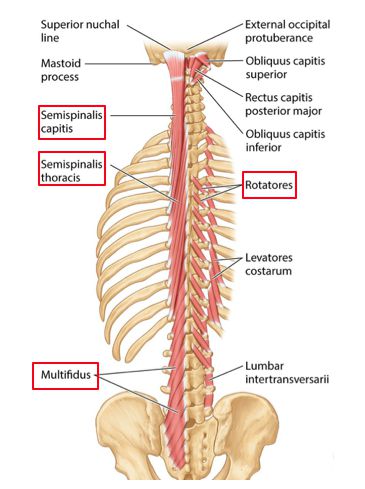 Superior nuchal
line
Mastoid
process
Semispinalis
capitis
Semispinalis
thoracis
Multifidus
External occipital
protuberance
Obliquus capitis
superior
Rectus capitis
posterior major
Obliquus capitis
inferior
Rotatores
Levatores
costarum
Lumbar
intertransversarii